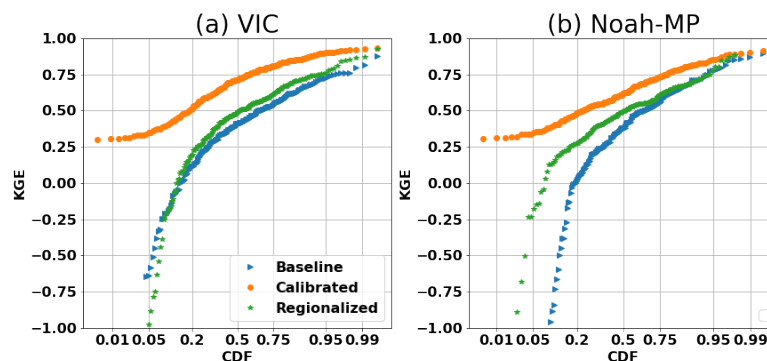 (a) VIC
(b) Noah-MP
1.00
0.75
0.50
0.25
0.00
−0.25
−0.50
−0.75
−1.00
KGE
0.01 0.05 0.2 0.5 0.75 0.95 0.99
CDF
Baseline
Calibrated
Regionalized
1.00
0.75
0.50
0.25
0.00
−0.25
−0.50
−0.75
−1.00
KGE
0.01 0.05 0.2 0.5 0.75 0.95 0.99
CDF